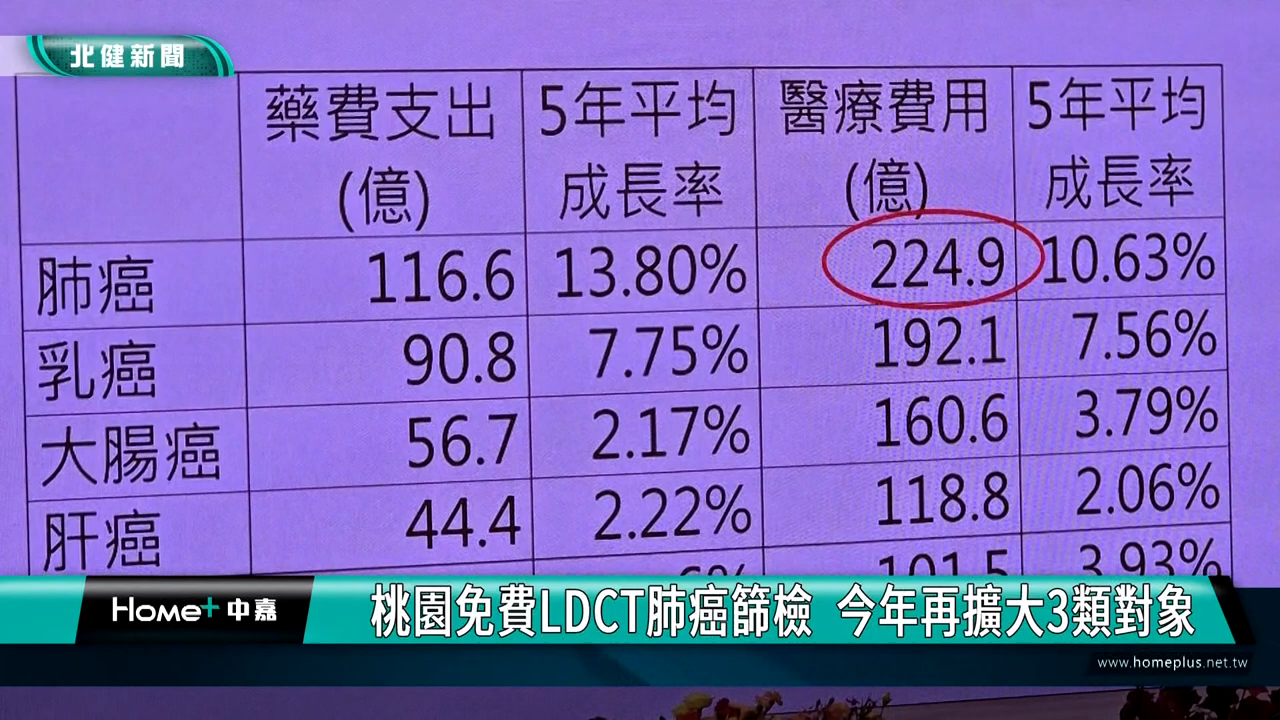 北健新聞
藥費支出 5年平均 醫療費用 5年平均
(億) 成長率 (億) 成長率
肺癌 116.6 13.80% 224.9 10.63%
乳癌 90.8 7.75% 192.1 7.56%
大腸癌 56.7 2.17% 160.6 3.79%
肝癌 44.4 2.22% 118.8 2.06%
101.5 3.93%
Home+ 中嘉
桃園免費LDCT肺癌篩檢 今年再擴大3類對象
www.homeplus.net.tw